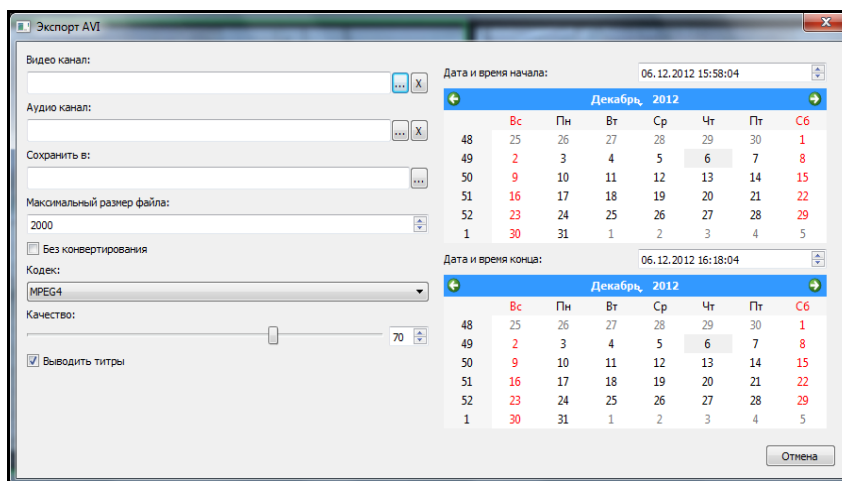 Экспорт AVI
Видео канал:
... X
Аудио канал:
... X
Сохранить в:
...
Максимальный размер файла:
2000
Без конвертирования
Кодек:
MPEG4
Качество:
70
Выводить титры
Дата и время начала: 06.12.2012 15:58:04
Декабрь, 2012
Вс Пн Вт Ср Чт Пт Сб
48 25 26 27 28 29 30 1
49 2 3 4 5 6 7 8
50 9 10 11 12 13 14 15
51 16 17 18 19 20 21 22
52 23 24 25 26 27 28 29
1 30 31 1 2 3 4 5
Дата и время конца: 06.12.2012 16:18:04
Декабрь, 2012
Вс Пн Вт Ср Чт Пт Сб
48 25 26 27 28 29 30 1
49 2 3 4 5 6 7 8
50 9 10 11 12 13 14 15
51 16 17 18 19 20 21 22
52 23 24 25 26 27 28 29
1 30 31 1 2 3 4 5
Отмена